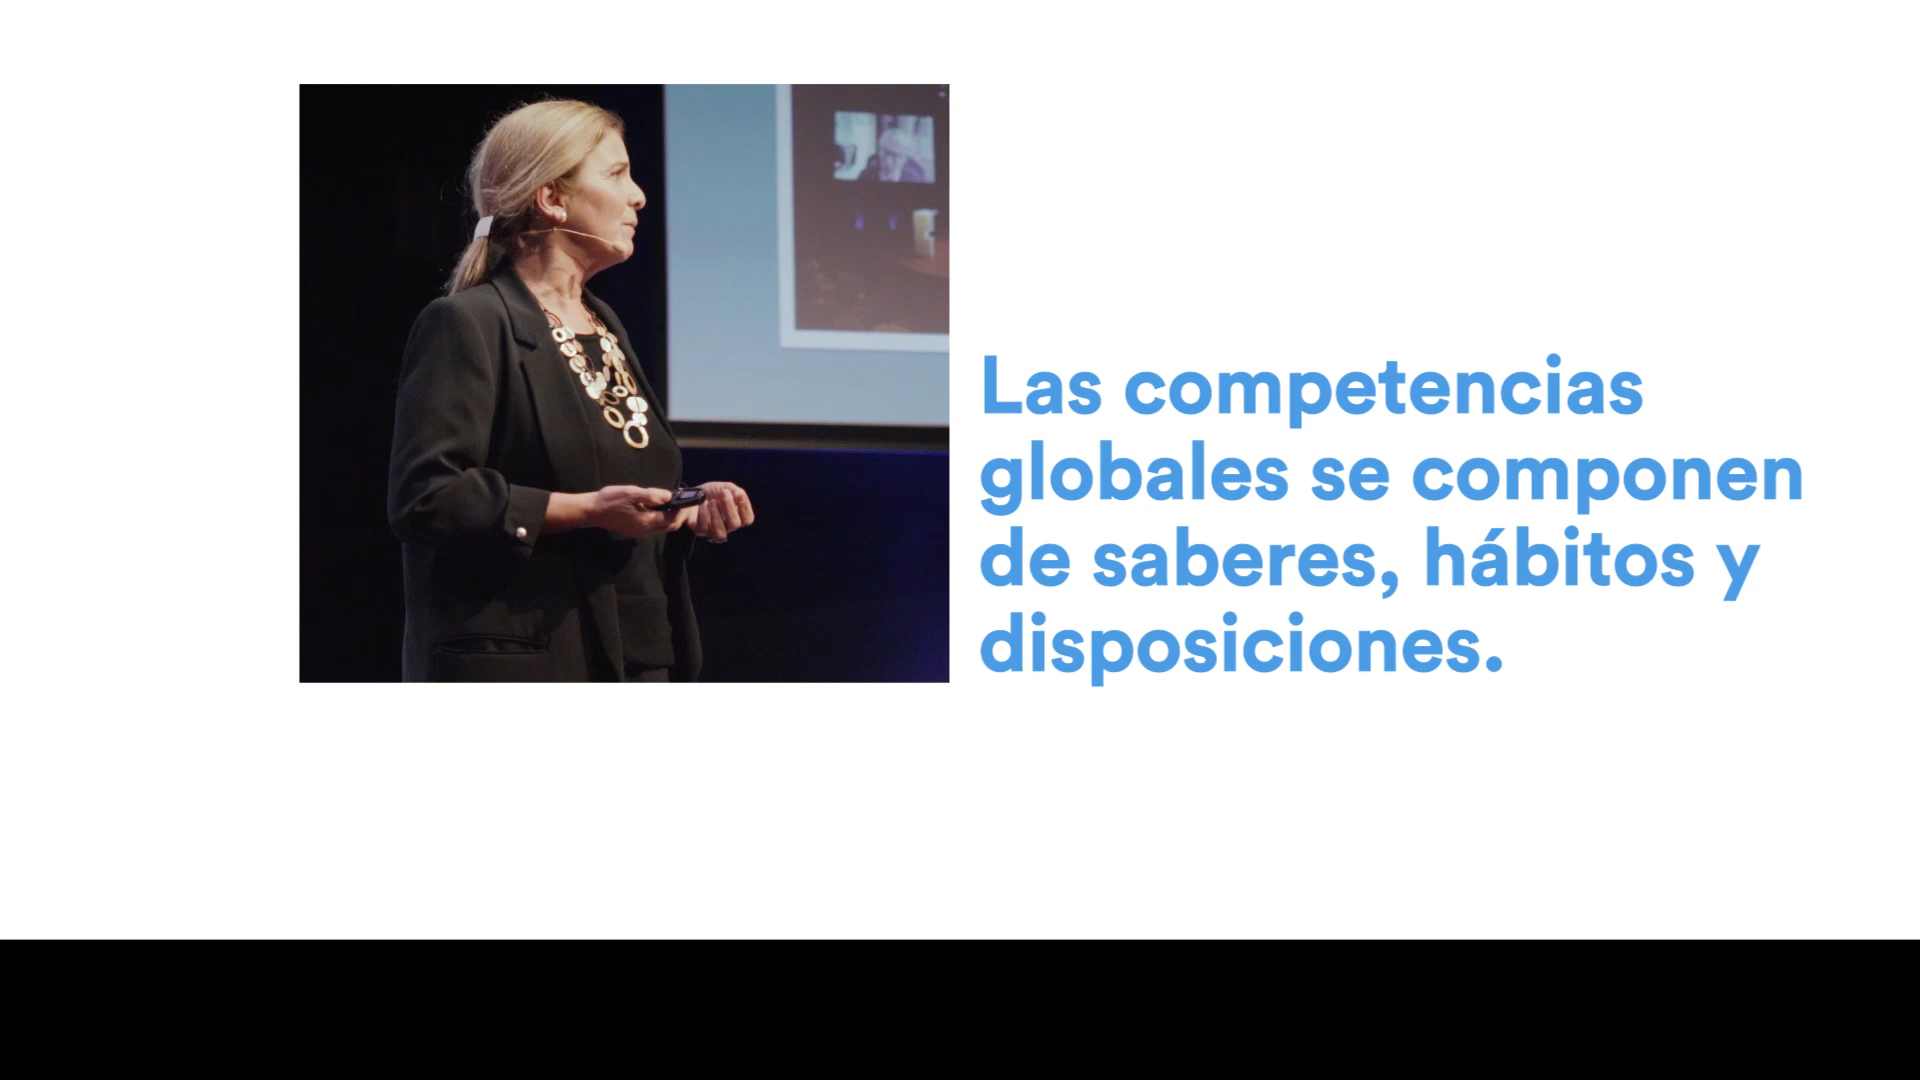 Las competencias
globales se componen
de saberes, hábitos y
disposiciones.